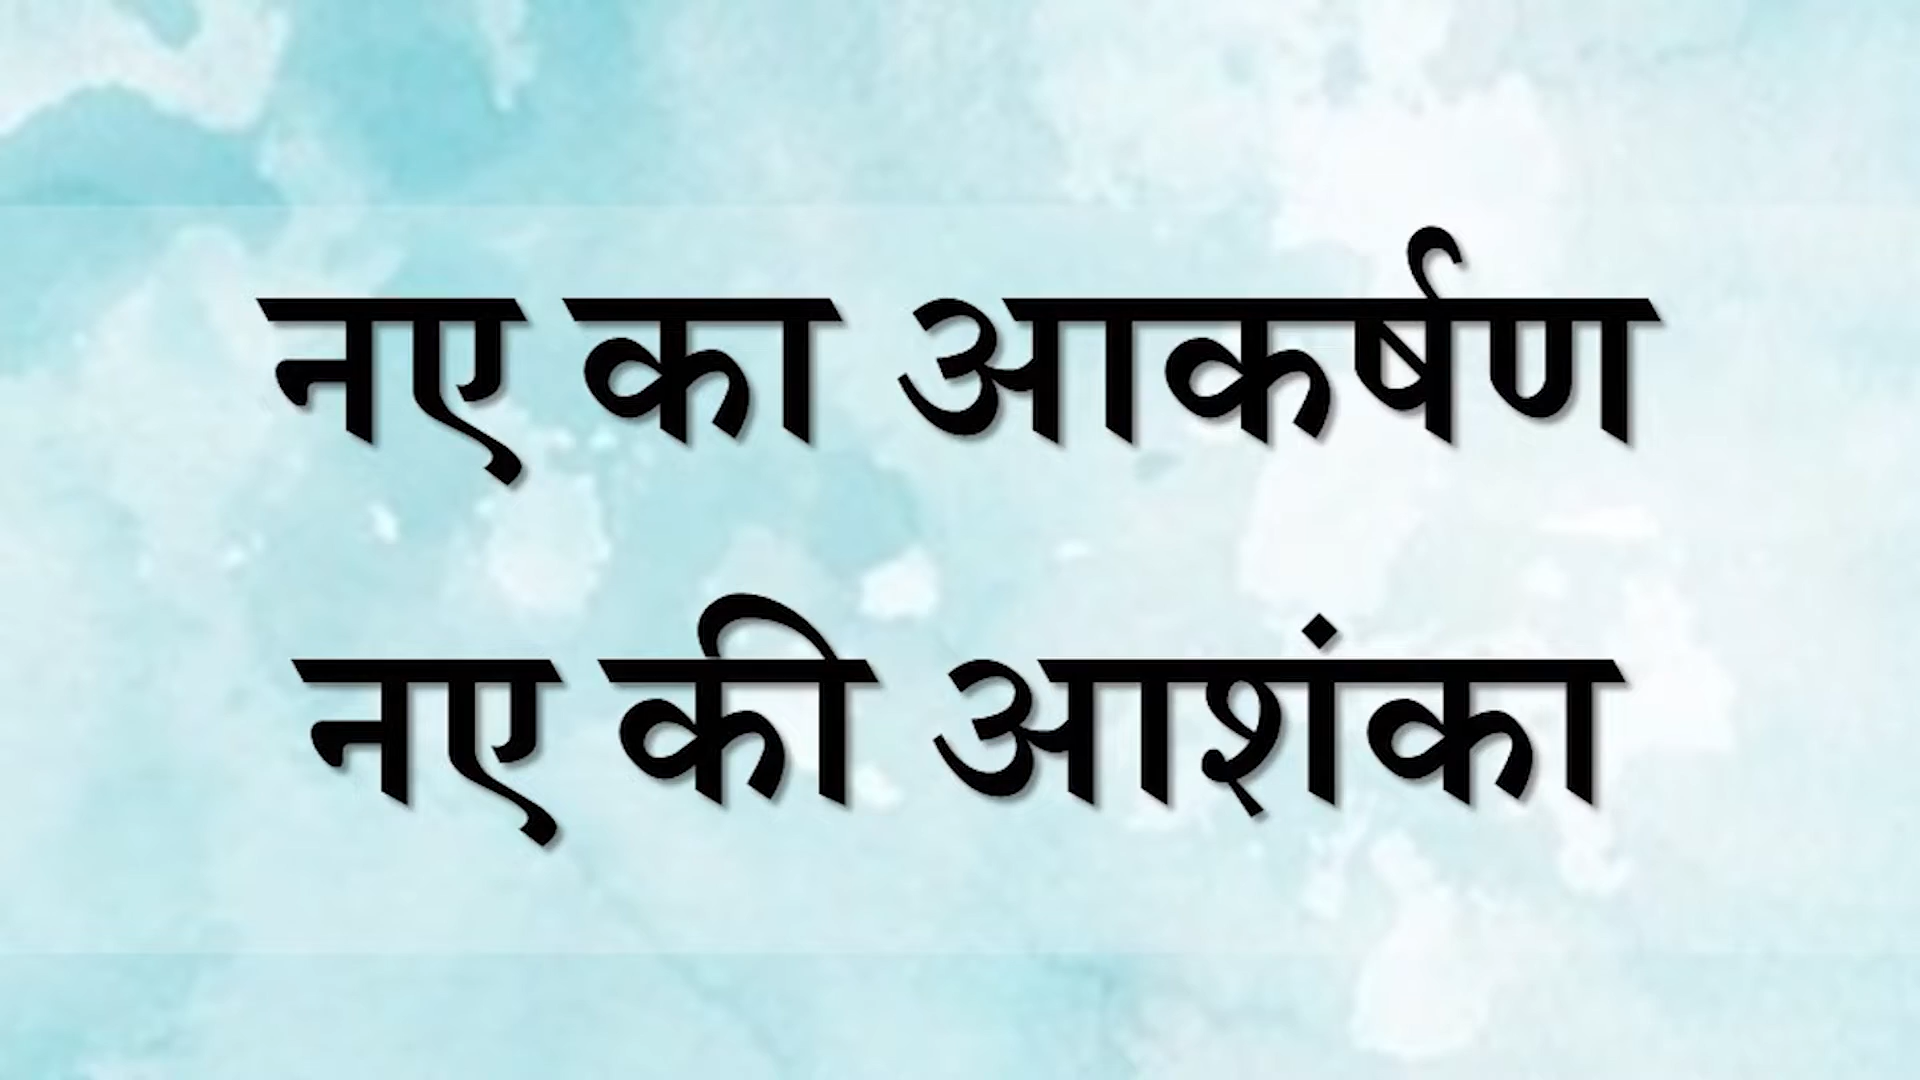 नए का आकर्षण
नए की आशंका